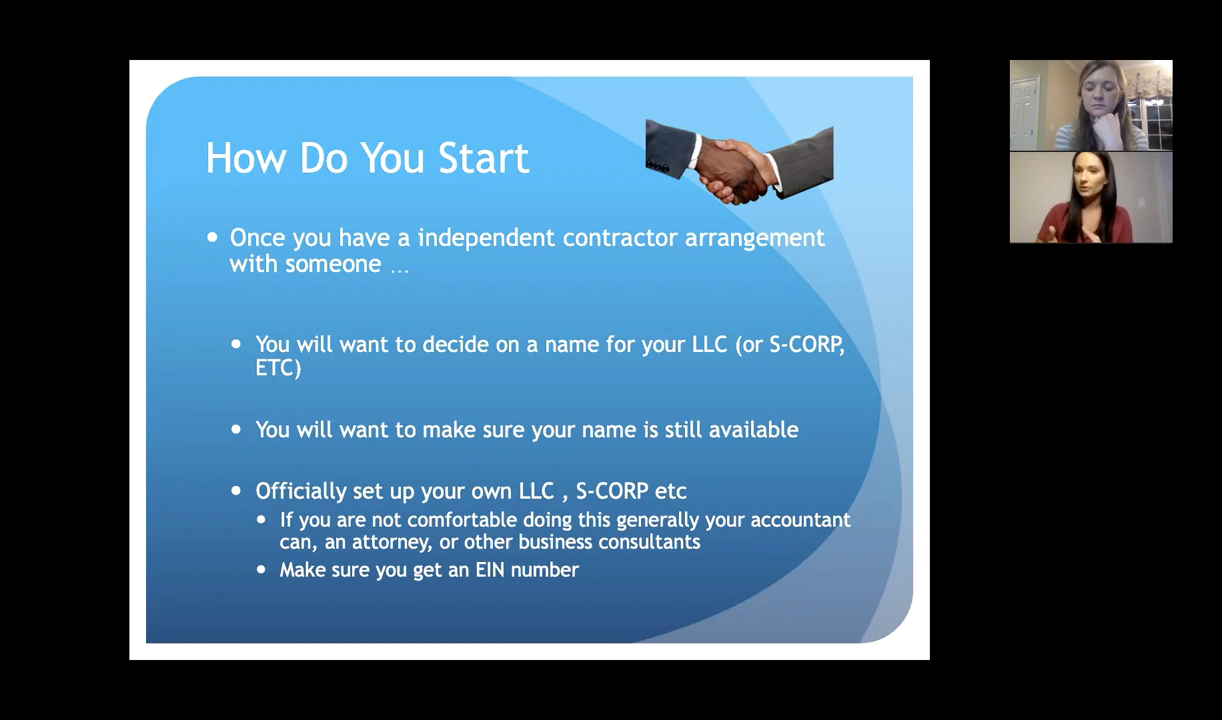 How Do You Start
• Once you have a independent contractor arrangement
with someone ...
• You will want to decide on a name for your LLC (or S-CORP,
ETC)
• You will want to make sure your name is still available
• Officially set up your own LLC , S-CORP etc
• If you are not comfortable doing this generally your accountant
can, an attorney, or other business consultants
• Make sure you get an EIN number